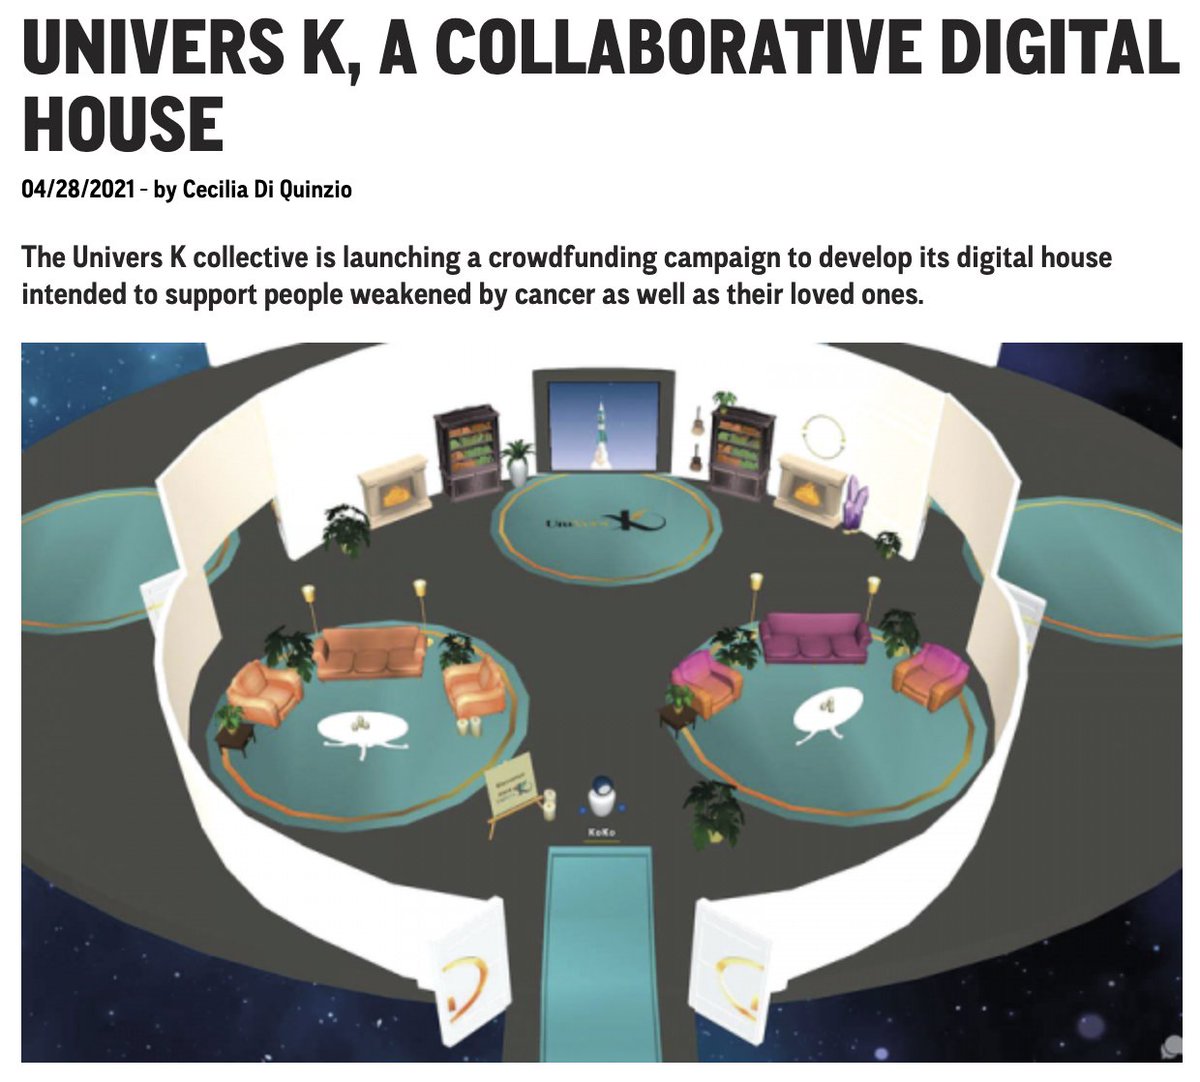 UNIVERS K, A COLLABORATIVE DIGITAL
HOUSE
04/28/2021 - by Cecilia Di Quinzio
The Univers K collective is launching a crowdfunding campaign to develop its digital house
intended to support people weakened by cancer as well as their loved ones.
UniVers K
Bienvenue
KoKo